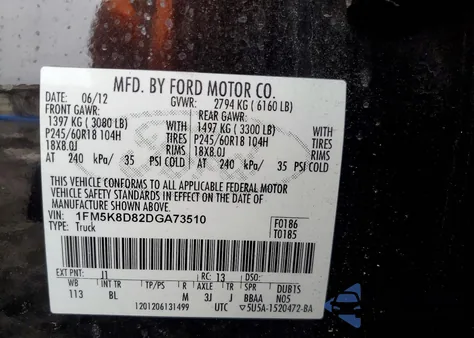 MFD. BY FORD MOTOR CO.
DATE: 06/12 GVWR: 2794 KG (6160 LB)
FRONT GAWR: REAR GAWR:
1397 KG (3080 LB) WITH 1497 KG (3300 LB) WITH
P245/60R18 104H TIRES P245/60R18 104H TIRES
18X8.0J RIMS 18X8.0J RIMS
AT 240 kPa/ 35 PSI COLD AT 240 kPa/ 35 PSI COLD
THIS VEHICLE CONFORMS TO ALL APPLICABLE FEDERAL MOTOR
VEHICLE SAFETY STANDARDS IN EFFECT ON THE DATE OF
MANUFACTURE SHOWN ABOVE.
VIN: 1FM5K8D82DGA73510 F0186
TYPE: Truck T0185
EXT PNT: J1 RC: 13 DSO:
WB INT TR TP/PS R AXLE TR SPR DUB1S
113 BL M 3J J BBAA N05
1201206131499 UTC ▽5U5A-1520472-BA